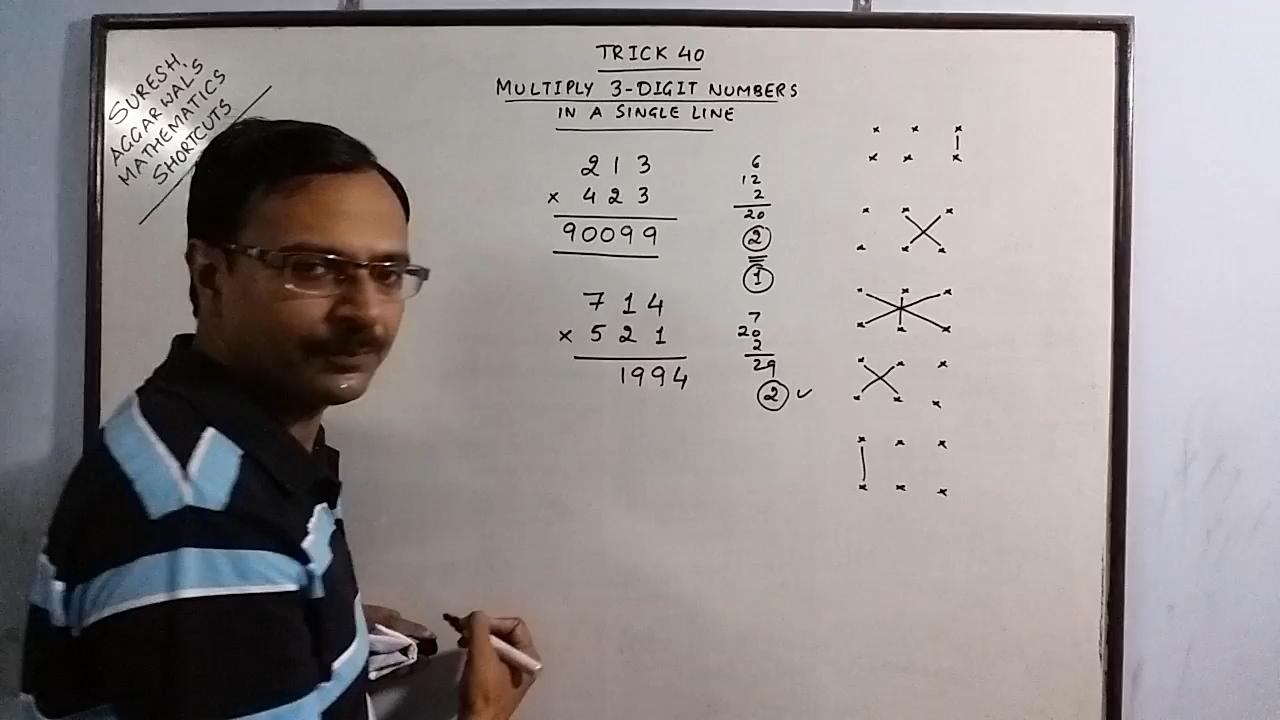 SURESH
AGGARWAL'S
MATHEMATICS
SHORTCUTS
TRICK 40
MULTIPLY 3-DIGIT NUMBERS
IN A SINGLE LINE
2 1 3
x 4 2 3
90099
6
12
2
20
2
1
7 1 4
x 5 2 1
1994
7
20
2
29
2 ✓